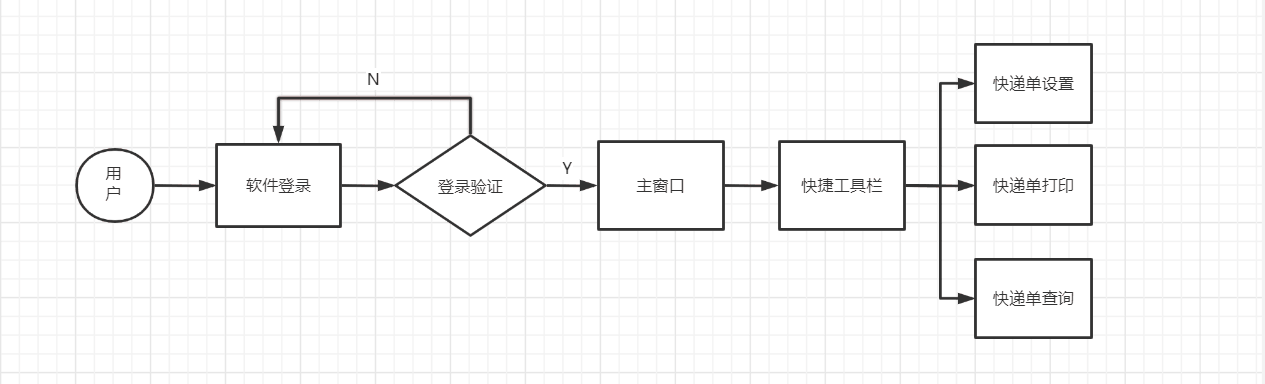 用
户
软件登录
N
登录验证
Y
主窗口
快捷工具栏
快递单设置
快递单打印
快递单查询